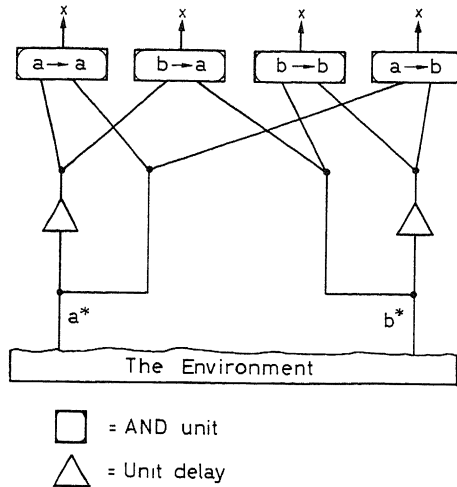 x x x x
a → a b → a b → b a → b
a* b*
The Environment
= AND unit
= Unit delay